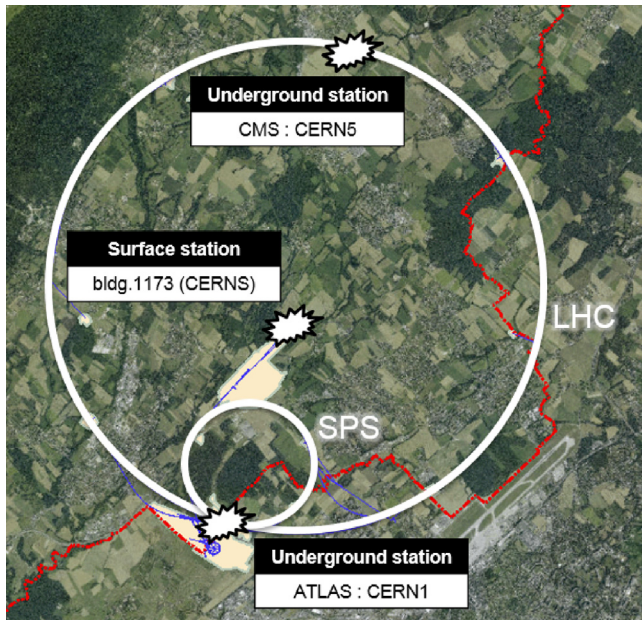 Underground station
CMS : CERN5
Surface station
bldg.1173 (CERNS)
LHC
SPS
Underground station
ATLAS : CERN1